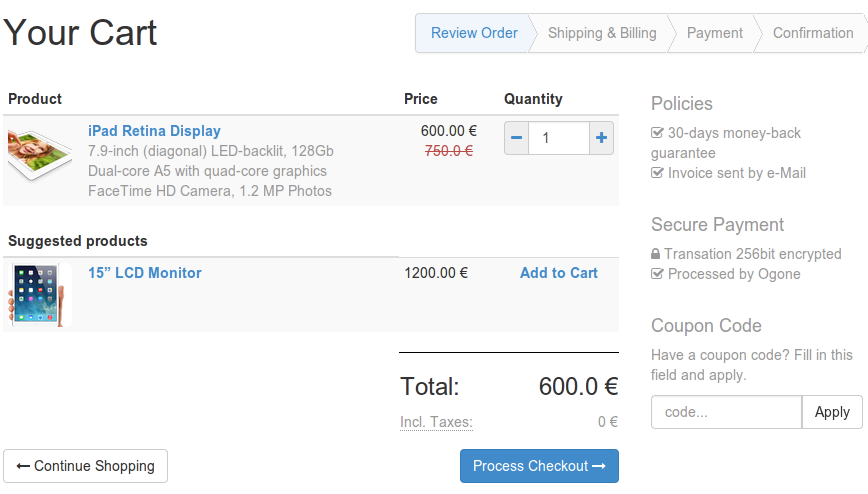 Your Cart
Review Order Shipping & Billing Payment Confirmation
Product Price Quantity
iPad Retina Display 600.00 € 1
7.9-inch (diagonal) LED-backlit, 128Gb 750.0 €
Dual-core A5 with quad-core graphics
FaceTime HD Camera, 1.2 MP Photos
Suggested products
15” LCD Monitor 1200.00 € Add to Cart
Total: 600.0 €
Incl. Taxes: 0 €
← Continue Shopping Process Checkout →
Policies
30-days money-back
guarantee
Invoice sent by e-Mail
Secure Payment
Transation 256bit encrypted
Processed by Ogone
Coupon Code
Have a coupon code? Fill in this
field and apply.
code... Apply